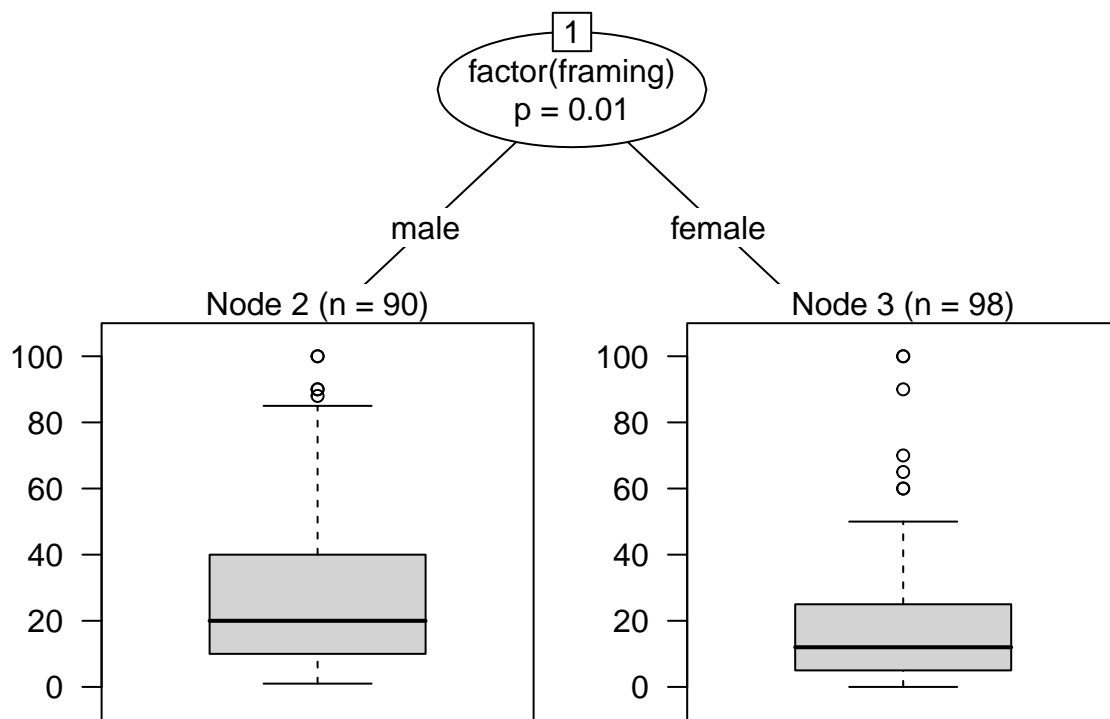 1
factor(framing)
p = 0.01
male
female
Node 2 (n = 90)
100
80
60
40
20
0
Node 3 (n = 98)
100
80
60
40
20
0